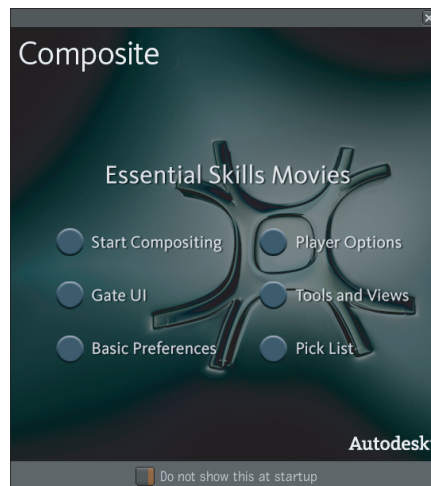 Composite
Essential Skills Movies
Start Compositing
Player Options
Gate UI
Tools and Views
Basic Preferences
Pick List
Autodesk
Do not show this at startup